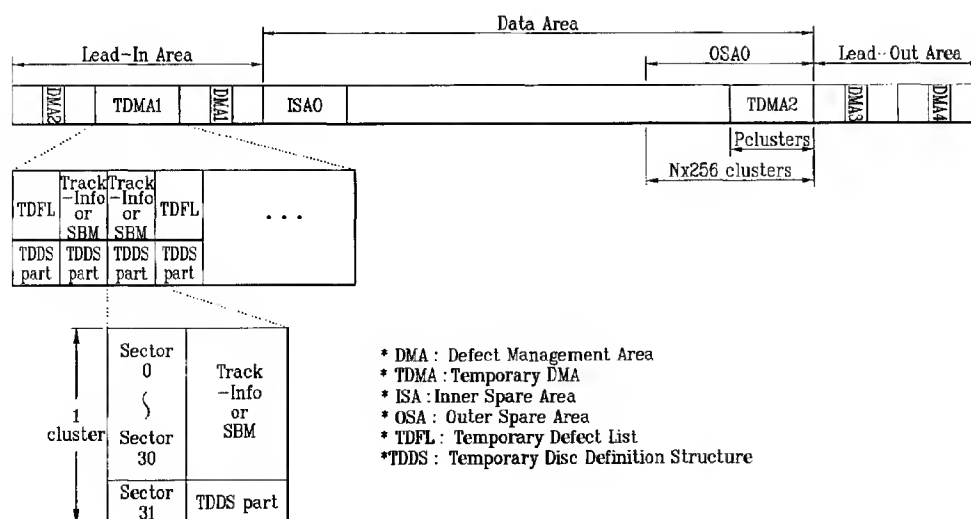 Data Area
Lead-In Area
OSA0
Lead-Out Area
DMA2
TDMA1
DMA1
ISA0
TDMA2
DMA3
DMA4
Pclusters
Nx256 clusters
TDFL
Track
-Info
or
SBM
Track
-Info
or
SBM
TDFL
...
TDDS
part
TDDS
part
TDDS
part
TDDS
part
1
cluster
Sector
0
Sector
30
Track
-Info
or
SBM
Sector
31
TDDS part
* DMA : Defect Management Area
* TDMA : Temporary DMA
* ISA : Inner Spare Area
* OSA : Outer Spare Area
* TDFL : Temporary Defect List
*TDDS : Temporary Disc Definition Structure